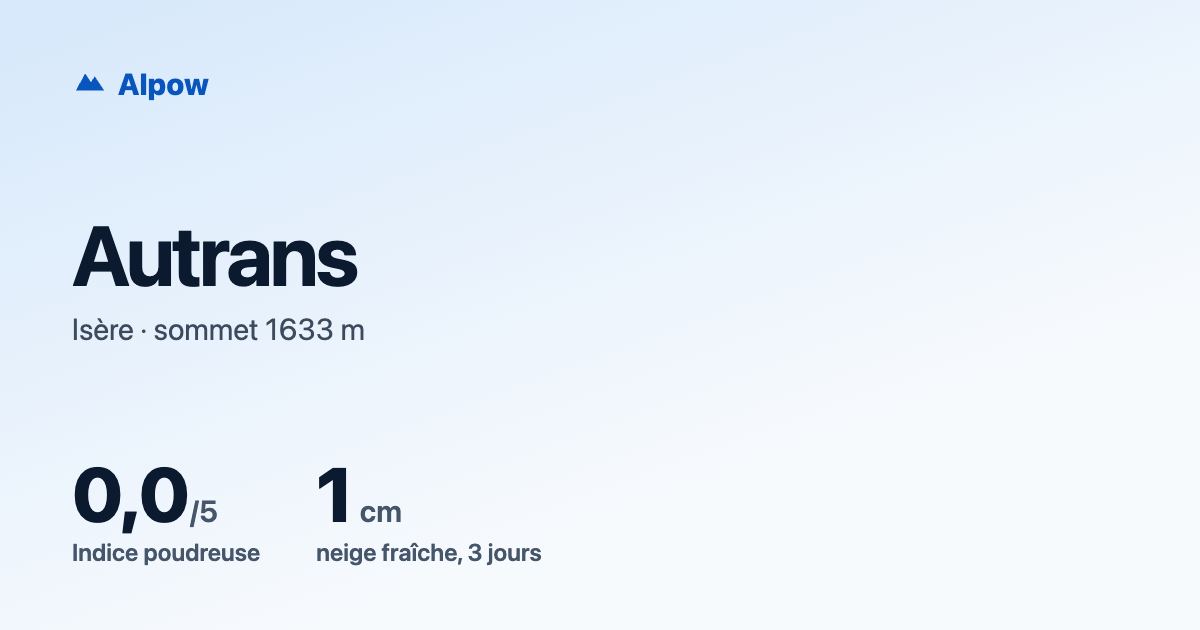 Alpow
Autrans
Isère · sommet 1633 m
0,0/5
Indice poudreuse
1 cm
neige fraîche, 3 jours